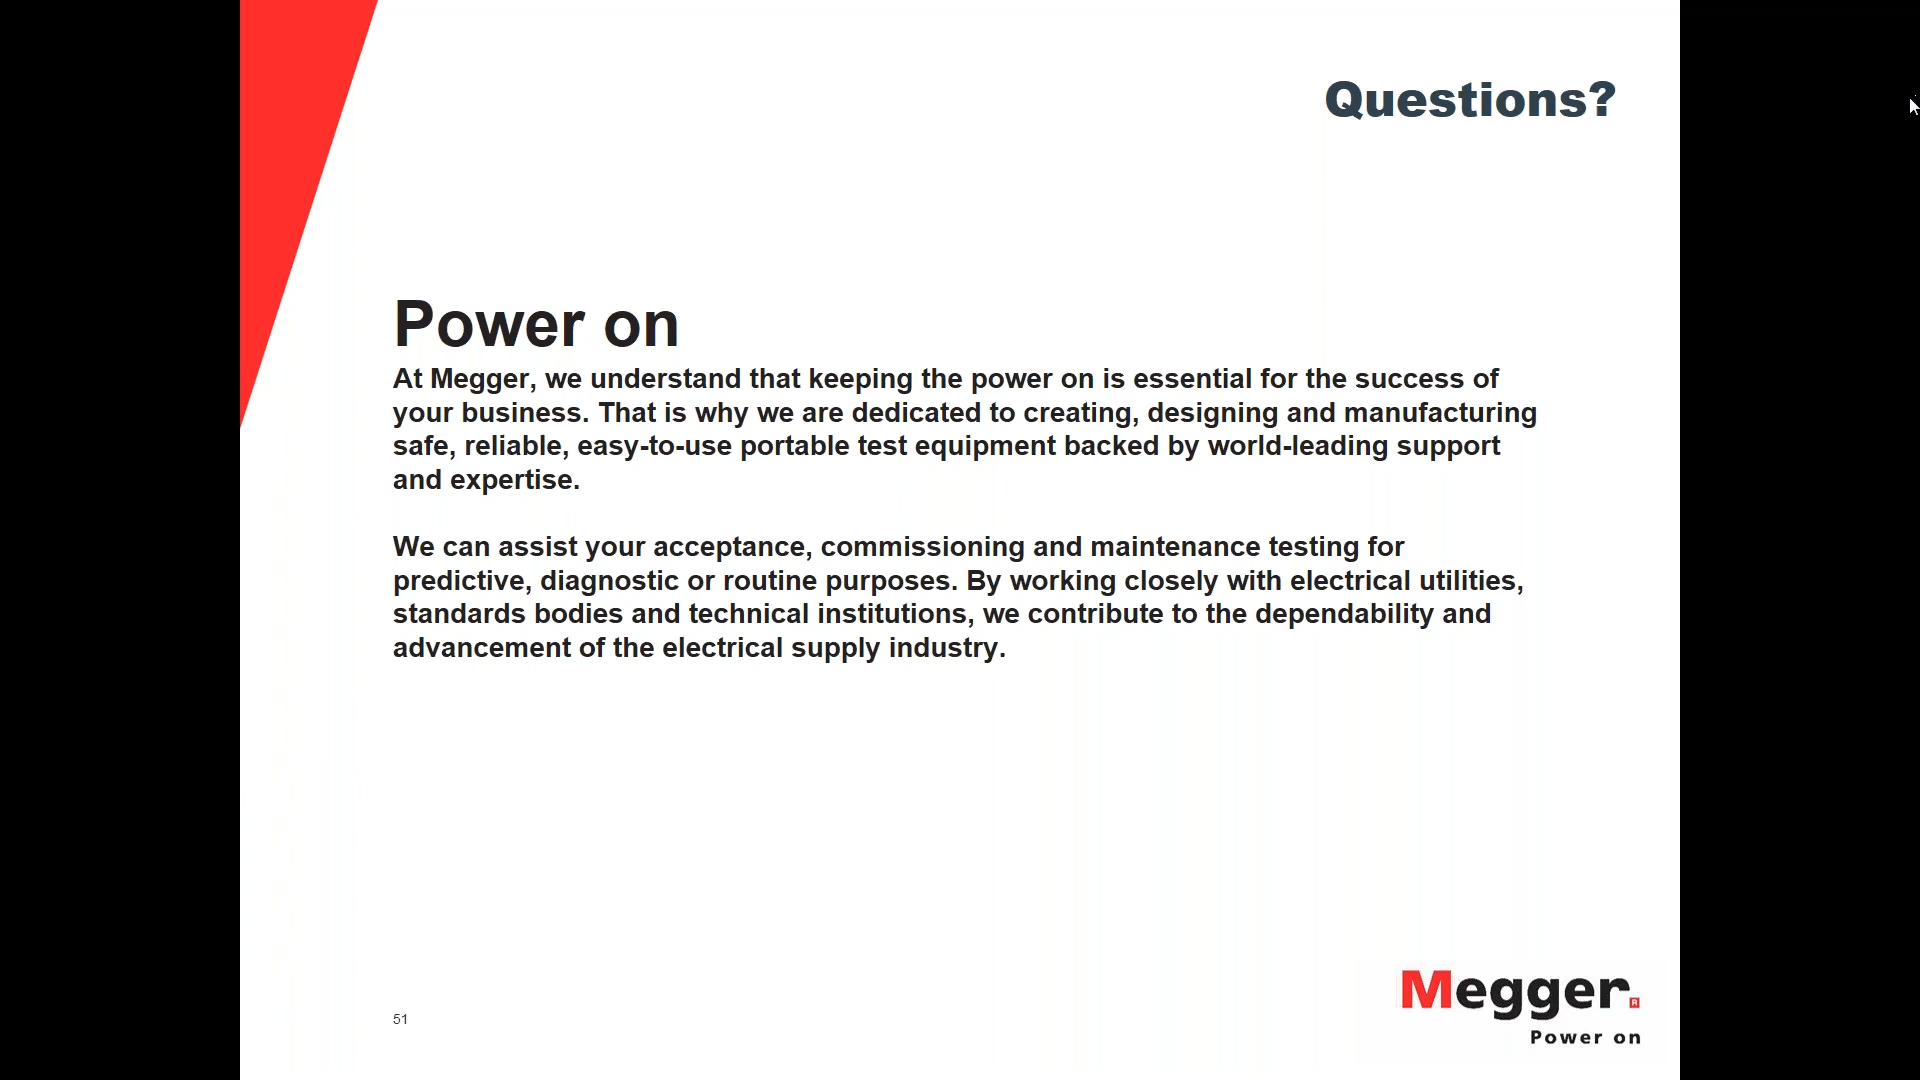 Questions?
Power on
At Megger, we understand that keeping the power on is essential for the success of
your business. That is why we are dedicated to creating, designing and manufacturing
safe, reliable, easy-to-use portable test equipment backed by world-leading support
and expertise.
We can assist your acceptance, commissioning and maintenance testing for
predictive, diagnostic or routine purposes. By working closely with electrical utilities,
standards bodies and technical institutions, we contribute to the dependability and
advancement of the electrical supply industry.
51
Megger.®
Power on